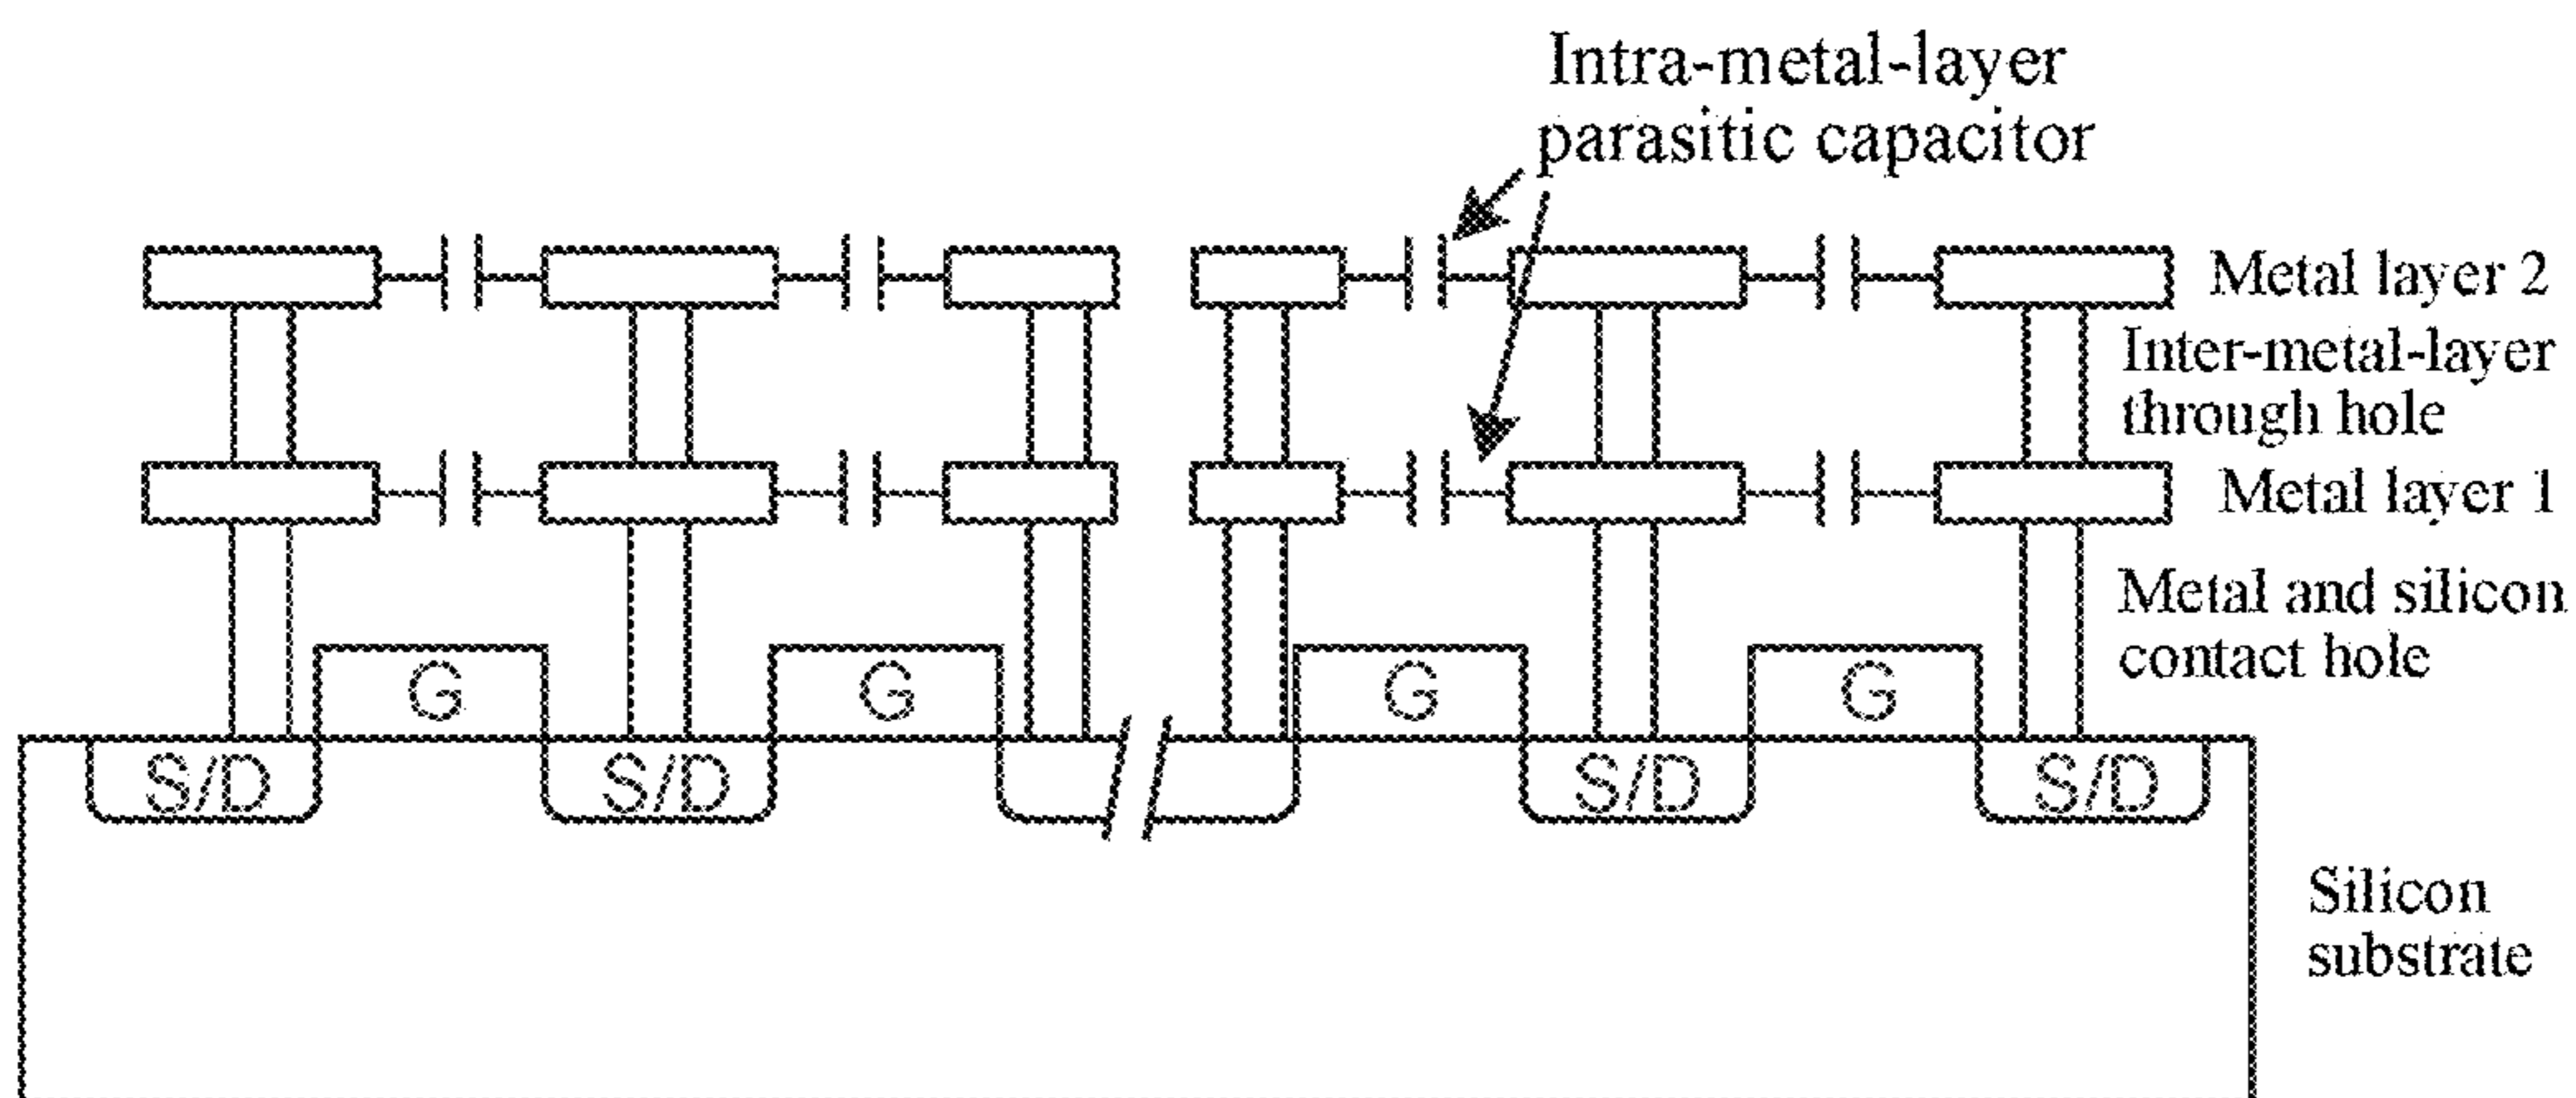 Intra-metal-layer
parasitic capacitor
Metal layer 2
Inter-metal-layer
through hole
Metal layer 1
Metal and silicon
contact hole
G
G
G
G
S/D
S/D
S/D
S/D
Silicon
substrate